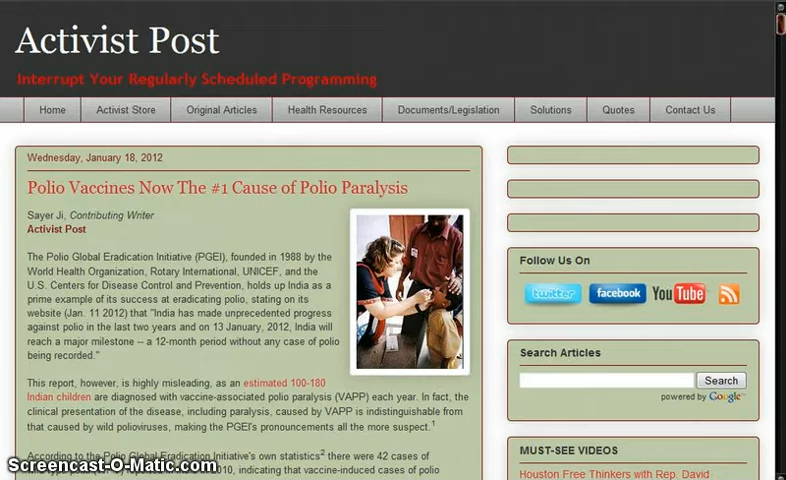 Activist Post
Interrupt Your Regularly Scheduled Programming
Home
Activist Store
Original Articles
Health Resources
Documents/Legislation
Solutions
Quotes
Contact Us
Wednesday, January 18, 2012
Polio Vaccines Now The #1 Cause of Polio Paralysis
Sayer Ji, Contributing Writer
Activist Post
The Polio Global Eradication Initiative (PGEI), founded in 1988 by the
World Health Organization, Rotary International, UNICEF, and the
U.S. Centers for Disease Control and Prevention, holds up India as a
prime example of its success at eradicating polio, stating on its
website (Jan. 11 2012) that "India has made unprecedented progress
against polio in the last two years and on 13 January, 2012, India will
reach a major milestone -- a 12-month period without any case of polio
being recorded."
This report, however, is highly misleading, as an estimated 100-180
Indian children are diagnosed with vaccine-associated polio paralysis (VAPP) each year. In fact, the
clinical presentation of the disease, including paralysis, caused by VAPP is indistinguishable from
that caused by wild polioviruses, making the PGEI's pronouncements all the more suspect.1
According to the Polio Global Eradication Initiative's own statistics2 there were 42 cases of
2010, indicating that vaccine-induced cases of polio
Follow Us On
twitter
facebook
YouTube
Search Articles
Search
powered by Google™
MUST-SEE VIDEOS
Houston Free Thinkers with Rep. David
Screencast-O-Matic.com